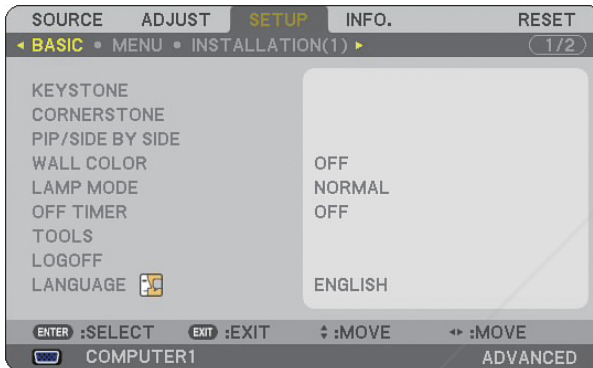 SOURCE ADJUST SETUP INFO. RESET
BASIC • MENU • INSTALLATION(1) 1/2
KEYSTONE
CORNERSTONE
PIP/SIDE BY SIDE
WALL COLOR OFF
LAMP MODE NORMAL
OFF TIMER OFF
TOOLS
LOGOFF
LANGUAGE ENGLISH
ENTER :SELECT EXIT :EXIT :MOVE :MOVE
COMPUTER1 ADVANCED